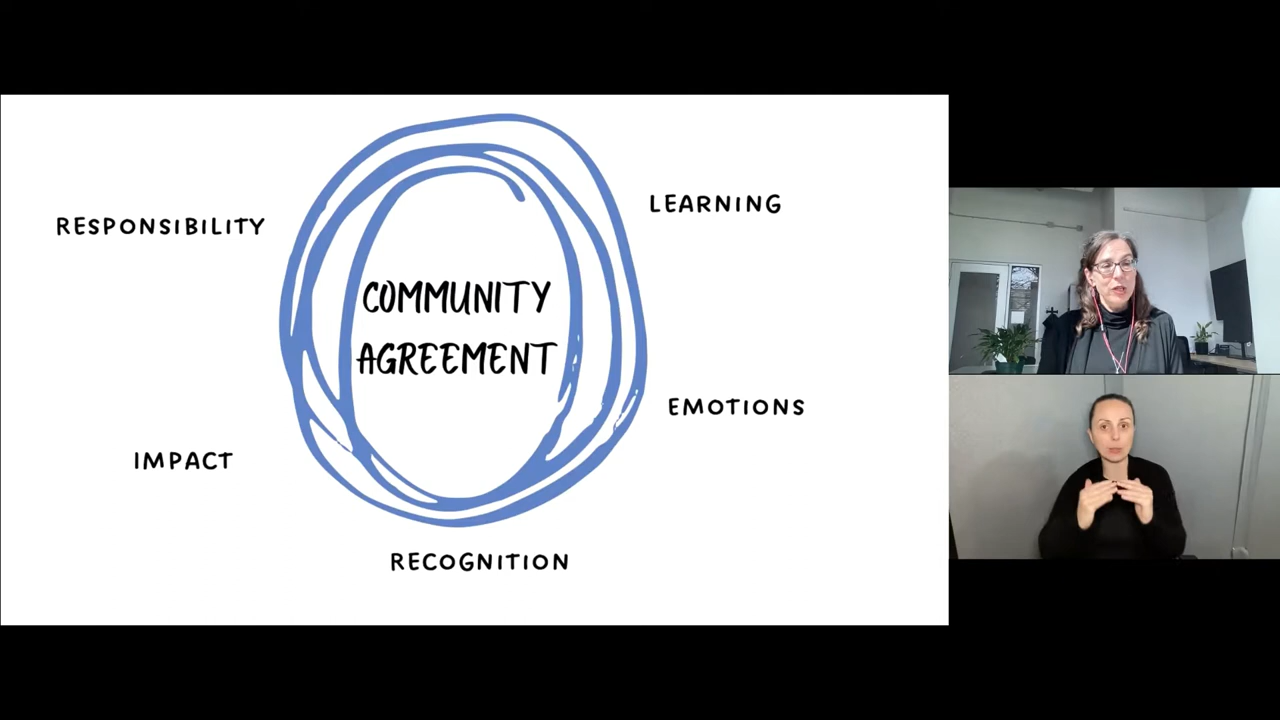 RESPONSIBILITY
LEARNING
COMMUNITY
AGREEMENT
EMOTIONS
IMPACT
RECOGNITION